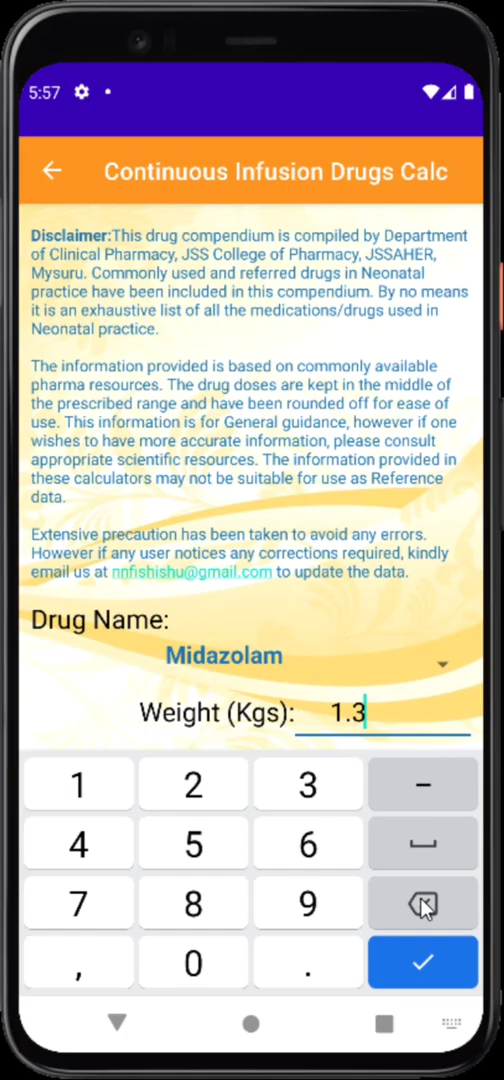 5:57
Continuous Infusion Drugs Calc
Disclaimer:This drug compendium is compiled by Department
of Clinical Pharmacy, JSS College of Pharmacy, JSSAHER,
Mysuru. Commonly used and referred drugs in Neonatal
practice have been included in this compendium. By no means
it is an exhaustive list of all the medications/drugs used in
Neonatal practice.
The information provided is based on commonly available
pharma resources. The drug doses are kept in the middle of
the prescribed range and have been rounded off for ease of
use. This information is for General guidance, however if one
wishes to have more accurate information, please consult
appropriate scientific resources. The information provided in
these calculators may not be suitable for use as Reference
data.
Extensive precaution has been taken to avoid any errors.
However if any user notices any corrections required, kindly
email us at nnfishishu@gmail.com to update the data.
Drug Name:
Midazolam
Weight (Kgs): 1.3
1 2 3 -
4 5 6
7 8 9
, 0 .